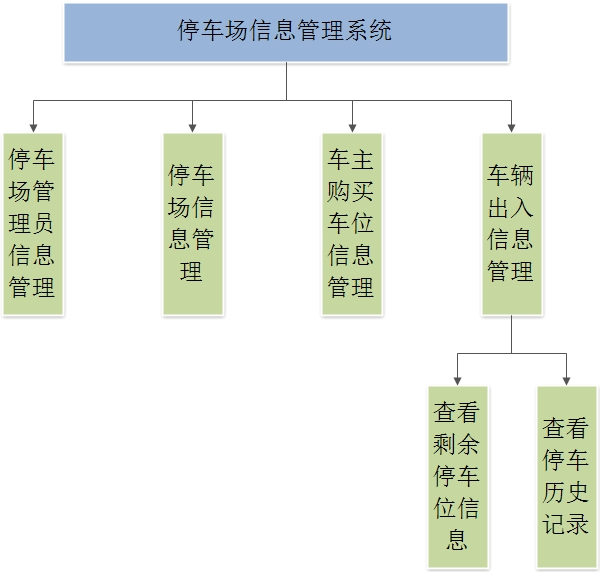 停车场信息管理系统
停车
场管
理员
信息
管理
停车
场信
息管
理
车主
购买
车位
信息
管理
车辆
出入
信息
管理
查看
剩余
停车
位信
息
查看
停车
历史
记录